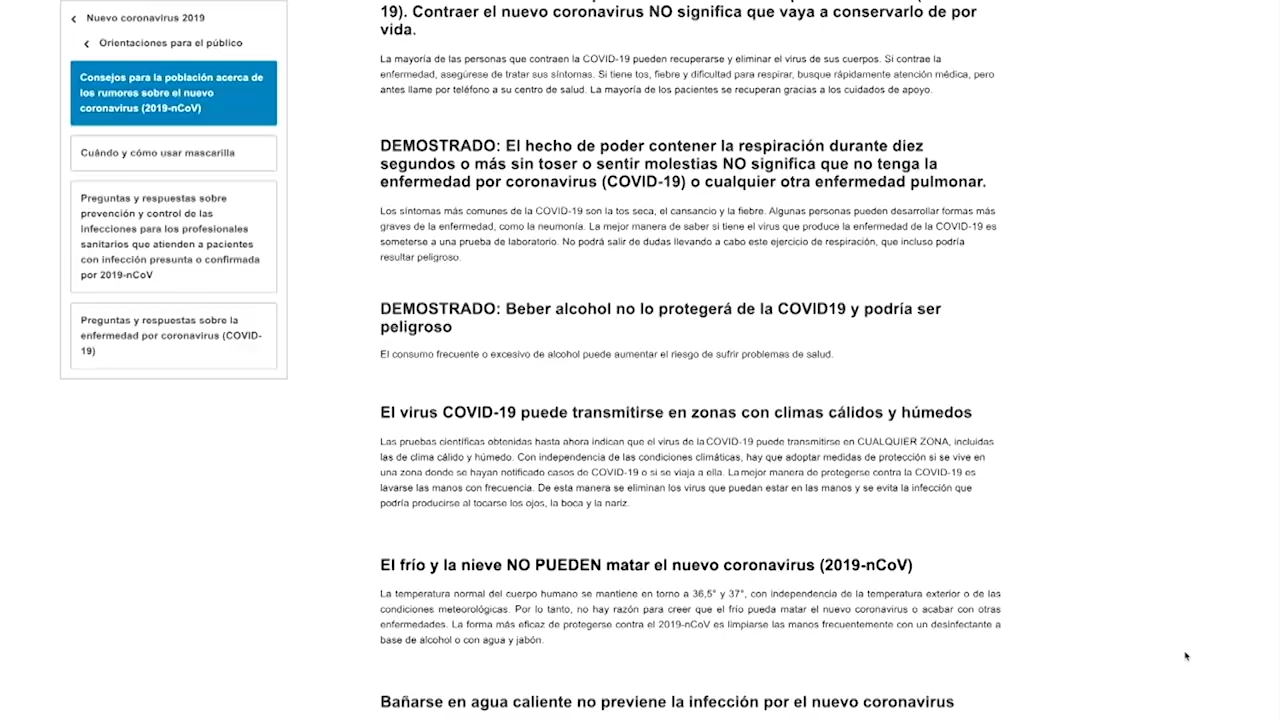 Nuevo coronavirus 2019
Orientaciones para el público
Consejos para la población acerca de
los rumores sobre el nuevo
coronavirus (2019-nCoV)
Cuándo y cómo usar mascarilla
Preguntas y respuestas sobre
prevención y control de las
infecciones para los profesionales
sanitarios que atienden a pacientes
con infección presunta o confirmada
por 2019-nCoV
Preguntas y respuestas sobre la
enfermedad por coronavirus (COVID-
19)
19). Contraer el nuevo coronavirus NO significa que vaya a conservarlo de por
vida.
La mayoría de las personas que contraen la COVID-19 pueden recuperarse y eliminar el virus de sus cuerpos. Si contrae la
enfermedad, asegúrese de tratar sus síntomas. Si tiene tos, fiebre y dificultad para respirar, busque rápidamente atención médica, pero
antes llame por teléfono a su centro de salud. La mayoría de los pacientes se recuperan gracias a los cuidados de apoyo.
DEMOSTRADO: El hecho de poder contener la respiración durante diez
segundos o más sin toser o sentir molestias NO significa que no tenga la
enfermedad por coronavirus (COVID-19) o cualquier otra enfermedad pulmonar.
Los síntomas más comunes de la COVID-19 son la tos seca, el cansancio y la fiebre. Algunas personas pueden desarrollar formas más
graves de la enfermedad, como la neumonía. La mejor manera de saber si tiene el virus que produce la enfermedad de la COVID-19 es
someterse a una prueba de laboratorio. No podrá salir de dudas llevando a cabo este ejercicio de respiración, que incluso podría
resultar peligroso.
DEMOSTRADO: Beber alcohol no lo protegerá de la COVID19 y podría ser
peligroso
El consumo frecuente o excesivo de alcohol puede aumentar el riesgo de sufrir problemas de salud.
El virus COVID-19 puede transmitirse en zonas con climas cálidos y húmedos
Las pruebas científicas obtenidas hasta ahora indican que el virus de la COVID-19 puede transmitirse en CUALQUIER ZONA, incluidas
las de clima cálido y húmedo. Con independencia de las condiciones climáticas, hay que adoptar medidas de protección si se vive en
una zona donde se hayan notificado casos de COVID-19 o si se viaja a ella. La mejor manera de protegerse contra la COVID-19 es
lavarse las manos con frecuencia. De esta manera se eliminan los virus que puedan estar en las manos y se evita la infección que
podría producirse al tocarse los ojos, la boca y la nariz.
El frío y la nieve NO PUEDEN matar el nuevo coronavirus (2019-nCoV)
La temperatura normal del cuerpo humano se mantiene en torno a 36,5° y 37°, con independencia de la temperatura exterior o de las
condiciones meteorológicas. Por lo tanto, no hay razón para creer que el frío pueda matar el nuevo coronavirus o acabar con otras
enfermedades. La forma más eficaz de protegerse contra el 2019-nCoV es limpiarse las manos frecuentemente con un desinfectante a
base de alcohol o con agua y jabón.
Bañarse en agua caliente no previene la infección por el nuevo coronavirus